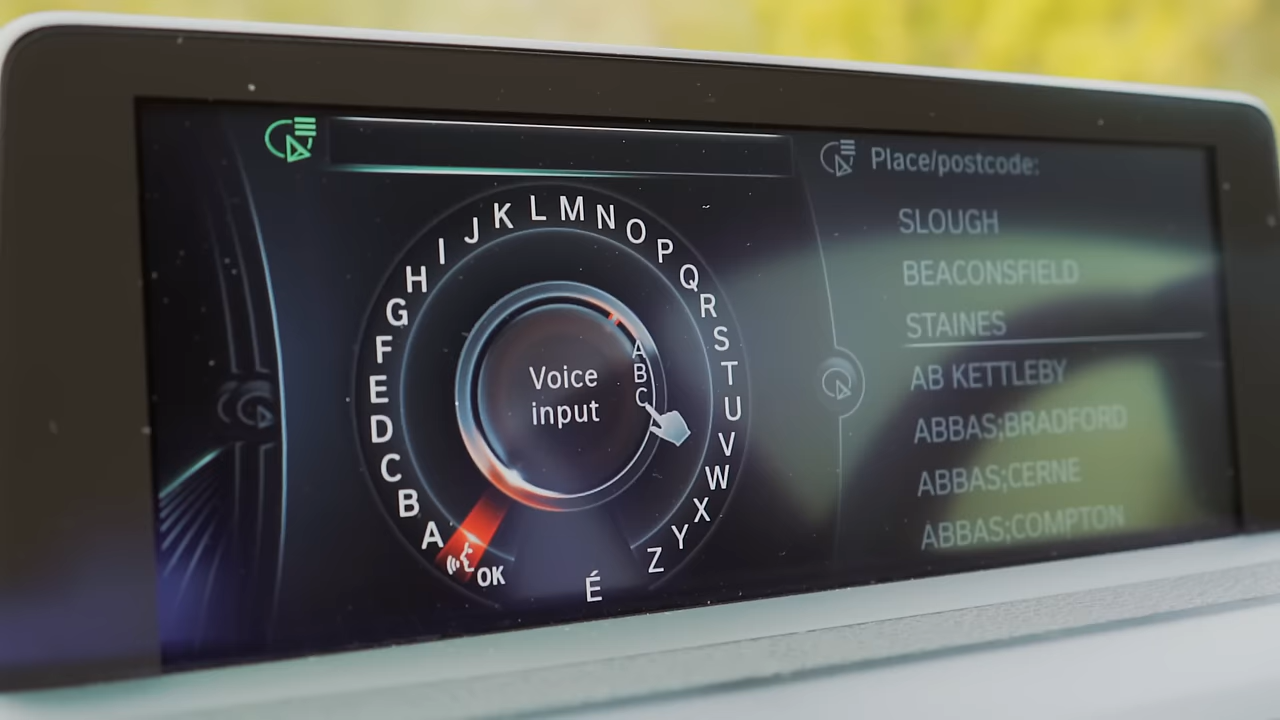 Place/postcode:
SLOUGH
BEACONSFIELD
STAINES
AB KETTLEBY
ABBAS;BRADFORD
ABBAS;CERNE
ABBAS;COMPTON
A B C D E F G H I J K L M N O P Q R S T U V W X Y Z
É
OK
Voice
input
A
B
C